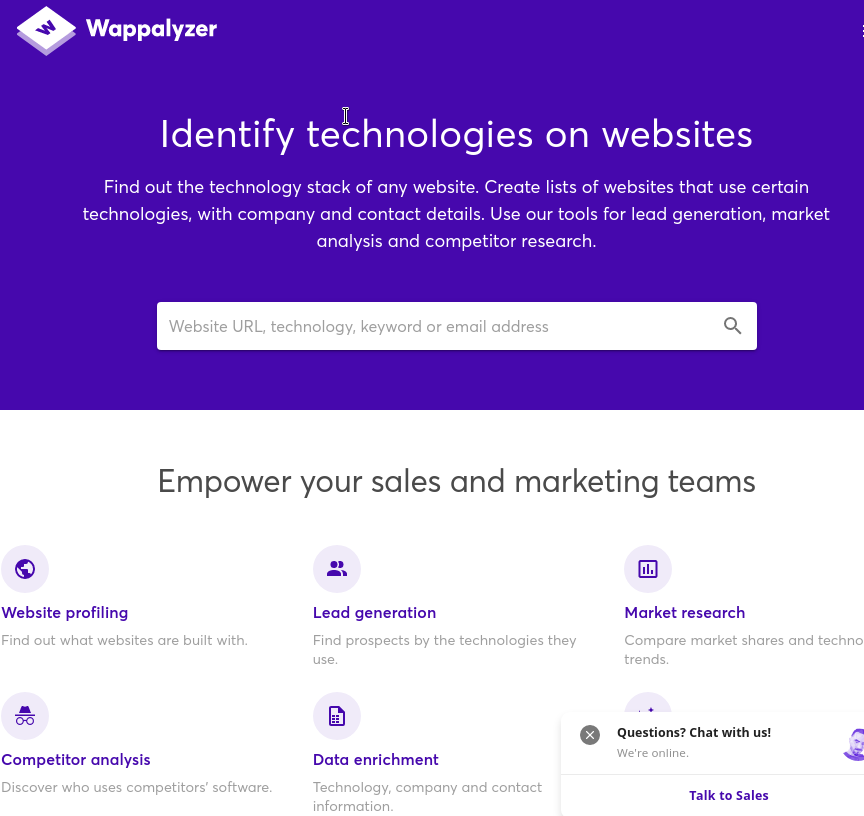 Wappalyzer
Identify technologies on websites
Find out the technology stack of any website. Create lists of websites that use certain
technologies, with company and contact details. Use our tools for lead generation, market
analysis and competitor research.
Website URL, technology, keyword or email address
Empower your sales and marketing teams
Website profiling
Find out what websites are built with.
Lead generation
Find prospects by the technologies they
use.
Market research
Compare market shares and techno
trends.
Competitor analysis
Discover who uses competitors' software.
Data enrichment
Technology, company and contact
information.
Questions? Chat with us!
We're online.
Talk to Sales